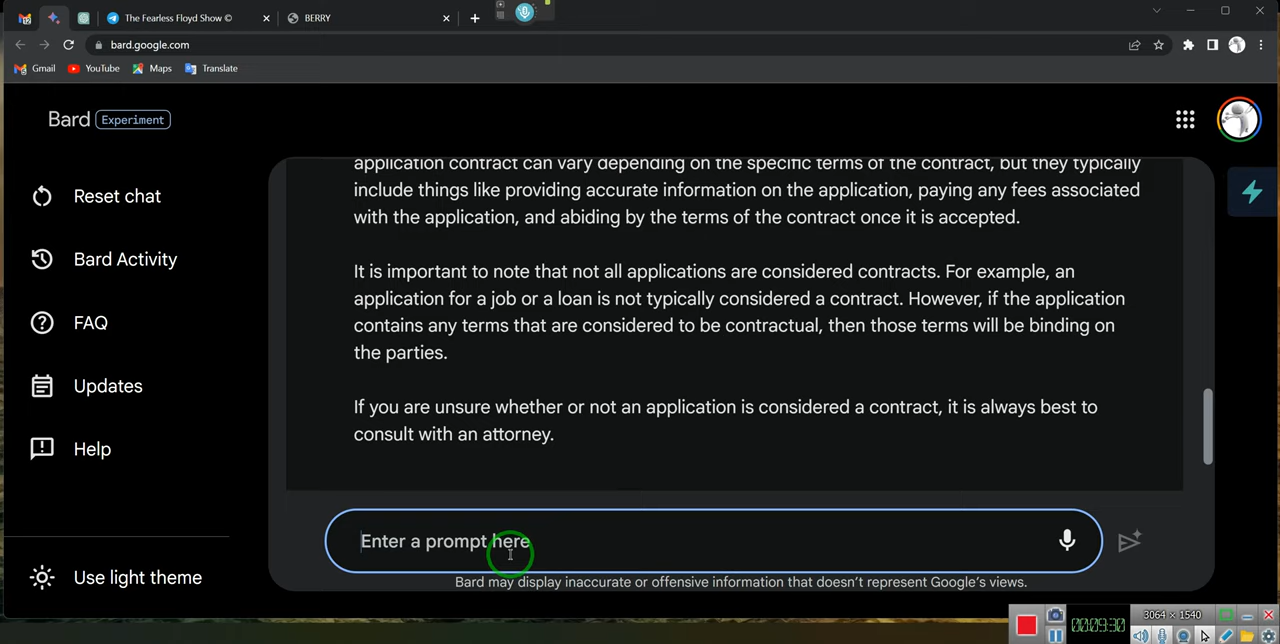 The Fearless Floyd Show ©
BERRY
bard.google.com
Gmail
YouTube
Maps
Translate
Bard
Experiment
Reset chat
Bard Activity
FAQ
Updates
Help
Use light theme
application contract can vary depending on the specific terms of the contract, but they typically
include things like providing accurate information on the application, paying any fees associated
with the application, and abiding by the terms of the contract once it is accepted.
It is important to note that not all applications are considered contracts. For example, an
application for a job or a loan is not typically considered a contract. However, if the application
contains any terms that are considered to be contractual, then those terms will be binding on
the parties.
If you are unsure whether or not an application is considered a contract, it is always best to
consult with an attorney.
Enter a prompt here
Bard may display inaccurate or offensive information that doesn't represent Google's views.
3064 × 1540
00:09:30